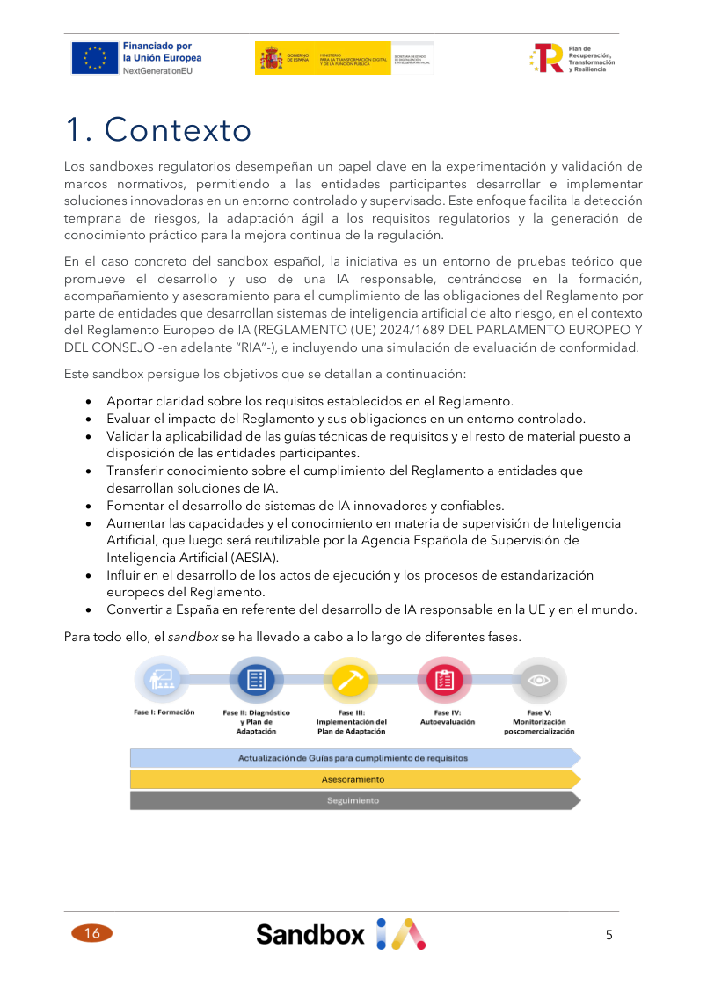 Financiado por
la Unión Europea
NextGenerationEU
GOBIERNO
DE ESPAÑA
MINISTERIO
PARA LA TRANSFORMACIÓN DIGITAL
Y DE LA FUNCIÓN PÚBLICA
SECRETARÍA DE ESTADO
DE DIGITALIZACIÓN
E INTELIGENCIA ARTIFICIAL
Plan de
Recuperación,
Transformación
y Resiliencia
1. Contexto
Los sandboxes regulatorios desempeñan un papel clave en la experimentación y validación de
marcos normativos, permitiendo a las entidades participantes desarrollar e implementar
soluciones innovadoras en un entorno controlado y supervisado. Este enfoque facilita la detección
temprana de riesgos, la adaptación ágil a los requisitos regulatorios y la generación de
conocimiento práctico para la mejora continua de la regulación.
En el caso concreto del sandbox español, la iniciativa es un entorno de pruebas teórico que
promueve el desarrollo y uso de una IA responsable, centrándose en la formación,
acompañamiento y asesoramiento para el cumplimiento de las obligaciones del Reglamento por
parte de entidades que desarrollan sistemas de inteligencia artificial de alto riesgo, en el contexto
del Reglamento Europeo de IA (REGLAMENTO (UE) 2024/1689 DEL PARLAMENTO EUROPEO Y
DEL CONSEJO -en adelante “RIA”-), e incluyendo una simulación de evaluación de conformidad.
Este sandbox persigue los objetivos que se detallan a continuación:
• Aportar claridad sobre los requisitos establecidos en el Reglamento.
• Evaluar el impacto del Reglamento y sus obligaciones en un entorno controlado.
• Validar la aplicabilidad de las guías técnicas de requisitos y el resto de material puesto a
disposición de las entidades participantes.
• Transferir conocimiento sobre el cumplimiento del Reglamento a entidades que
desarrollan soluciones de IA.
• Fomentar el desarrollo de sistemas de IA innovadores y confiables.
• Aumentar las capacidades y el conocimiento en materia de supervisión de Inteligencia
Artificial, que luego será reutilizable por la Agencia Española de Supervisión de
Inteligencia Artificial (AESIA).
• Influir en el desarrollo de los actos de ejecución y los procesos de estandarización
europeos del Reglamento.
• Convertir a España en referente del desarrollo de IA responsable en la UE y en el mundo.
Para todo ello, el sandbox se ha llevado a cabo a lo largo de diferentes fases.
Fase I: Formación
Fase II: Diagnóstico
y Plan de
Adaptación
Fase III:
Implementación del
Plan de Adaptación
Fase IV:
Autoevaluación
Fase V:
Monitorización
poscomercialización
Actualización de Guías para cumplimiento de requisitos
Asesoramiento
Seguimiento
16
Sandbox IA
5